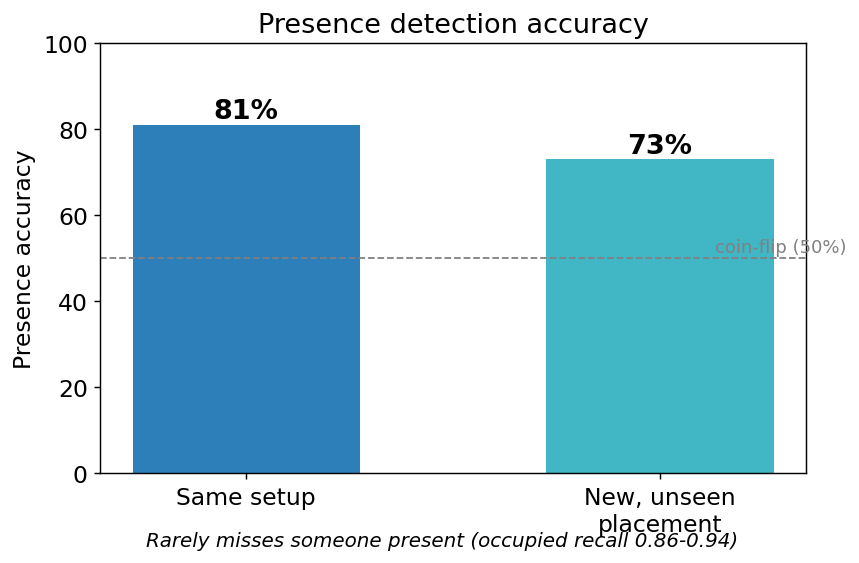 Presence detection accuracy
100
80
60
40
20
0
Presence accuracy
81%
73%
coin-flip (50%)
Same setup
New, unseen
placement
Rarely misses someone present (occupied recall 0.86-0.94)